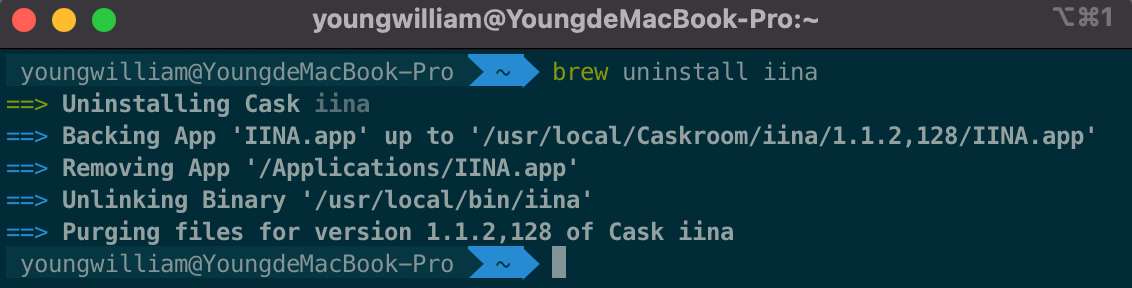 youngwilliam@YoungdeMacBook-Pro:~ ⌥⌘1
youngwilliam@YoungdeMacBook-Pro ~ brew uninstall iina
==> Uninstalling Cask iina
==> Backing App 'IINA.app' up to '/usr/local/Caskroom/iina/1.1.2,128/IINA.app'
==> Removing App '/Applications/IINA.app'
==> Unlinking Binary '/usr/local/bin/iina'
==> Purging files for version 1.1.2,128 of Cask iina
youngwilliam@YoungdeMacBook-Pro ~